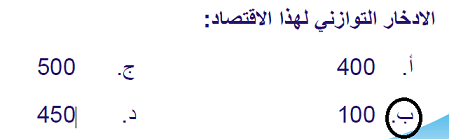 الادخار التوازني لهذا الاقتصاد:
أ. 400 ج. 500
ب. 100 د. 450